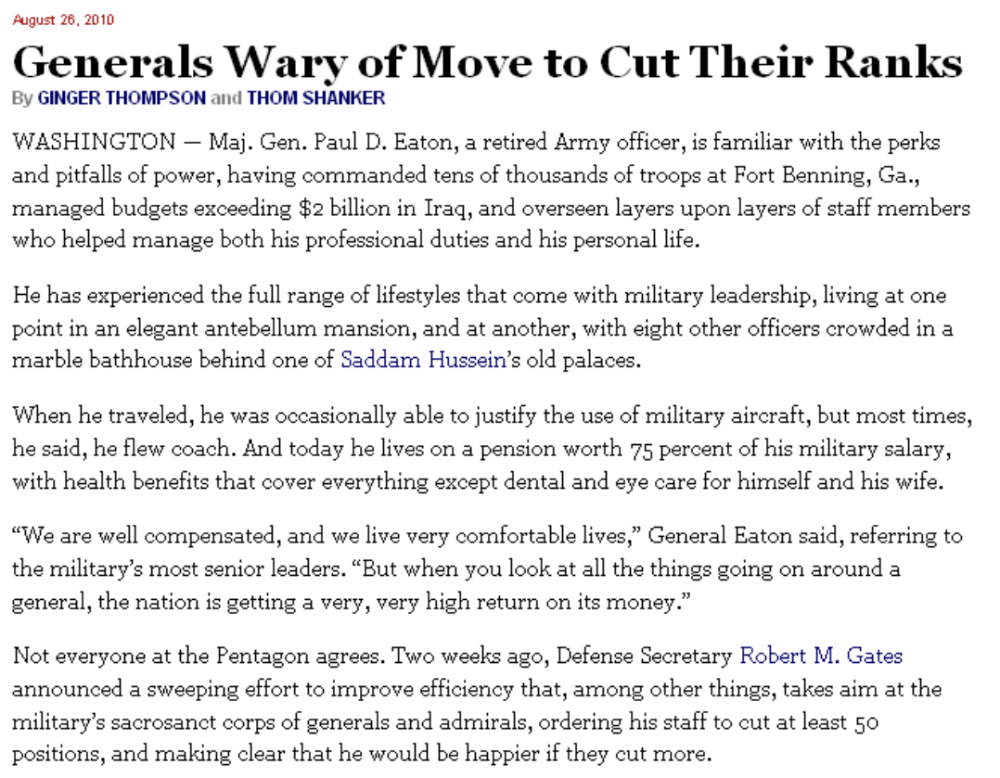 August 26, 2010
Generals Wary of Move to Cut Their Ranks
By GINGER THOMPSON and THOM SHANKER
WASHINGTON — Maj. Gen. Paul D. Eaton, a retired Army officer, is familiar with the perks
and pitfalls of power, having commanded tens of thousands of troops at Fort Benning, Ga.,
managed budgets exceeding $2 billion in Iraq, and overseen layers upon layers of staff members
who helped manage both his professional duties and his personal life.
He has experienced the full range of lifestyles that come with military leadership, living at one
point in an elegant antebellum mansion, and at another, with eight other officers crowded in a
marble bathhouse behind one of Saddam Hussein’s old palaces.
When he traveled, he was occasionally able to justify the use of military aircraft, but most times,
he said, he flew coach. And today he lives on a pension worth 75 percent of his military salary,
with health benefits that cover everything except dental and eye care for himself and his wife.
“We are well compensated, and we live very comfortable lives,” General Eaton said, referring to
the military’s most senior leaders. “But when you look at all the things going on around a
general, the nation is getting a very, very high return on its money.”
Not everyone at the Pentagon agrees. Two weeks ago, Defense Secretary Robert M. Gates
announced a sweeping effort to improve efficiency that, among other things, takes aim at the
military’s sacrosanct corps of generals and admirals, ordering his staff to cut at least 50
positions, and making clear that he would be happier if they cut more.